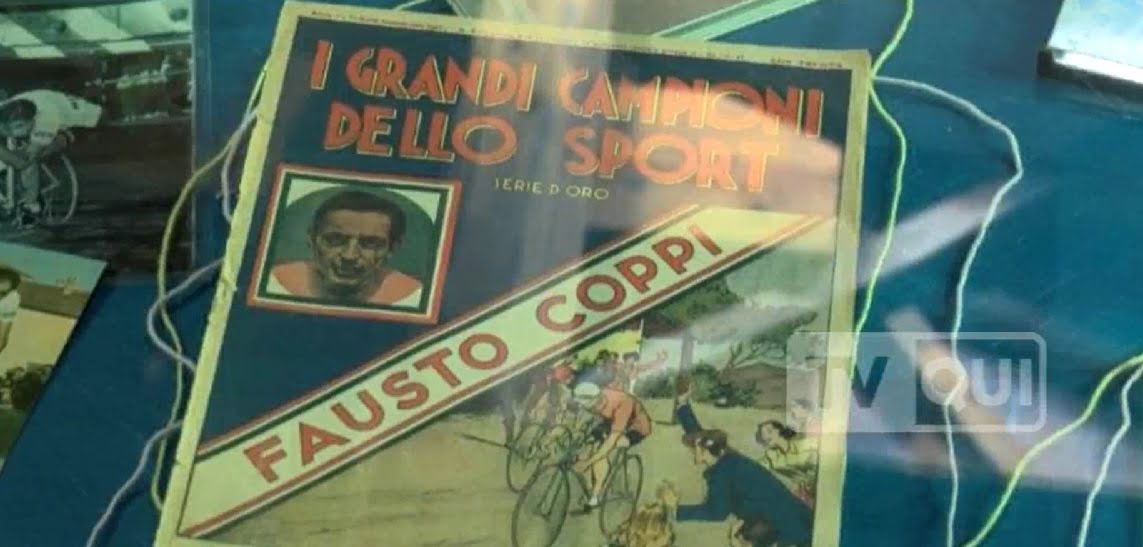 I GRANDI CAMPIONI
DELLO SPORT
SERIE D'ORO
FAUSTO COPPI
TV QUI